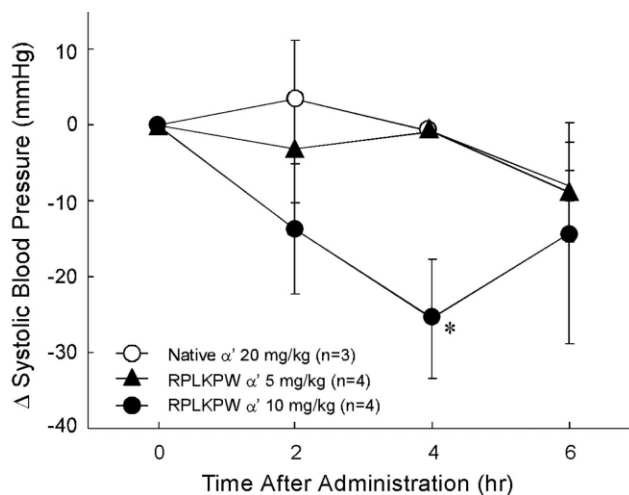 Δ Systolic Blood Pressure (mmHg)
10
0
-10
-20
-30
-40
*
Native α' 20 mg/kg (n=3)
RPLKPW α' 5 mg/kg (n=4)
RPLKPW α' 10 mg/kg (n=4)
0 2 4 6
Time After Administration (hr)